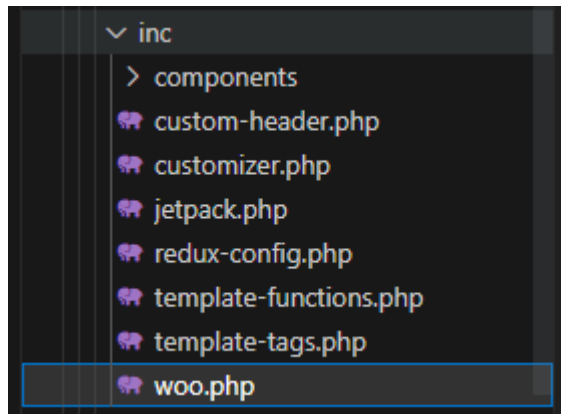 inc
components
custom-header.php
customizer.php
jetpack.php
redux-config.php
template-functions.php
template-tags.php
woo.php